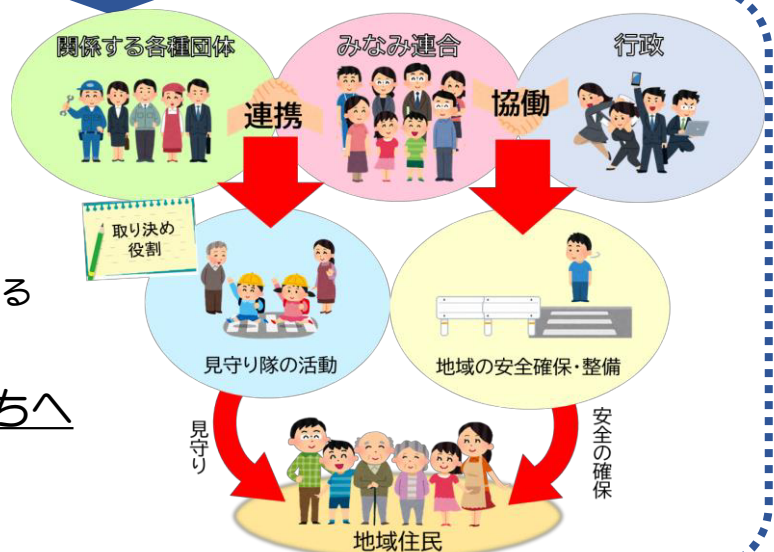 関係する各種団体
みなみ連合
行政
連携
協働
取り決め
役割
る
見守り隊の活動
地域の安全確保・整備
ちへ
見守り
安全の確保
地域住民